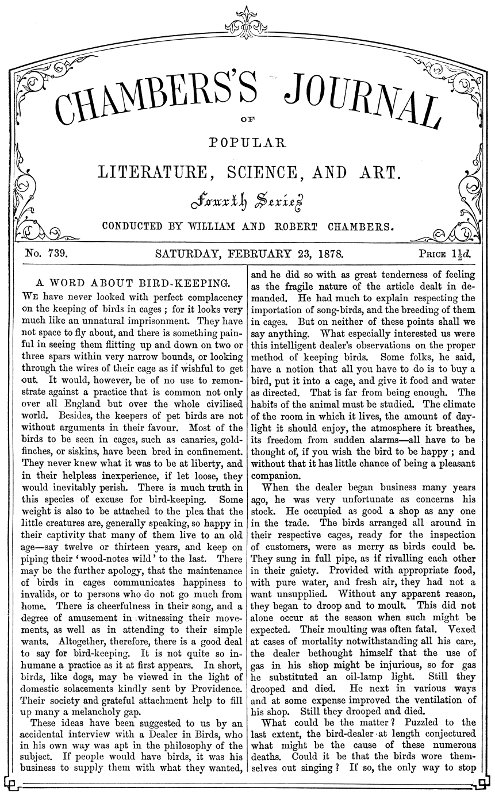 CHAMBERS'S JOURNAL
OF
POPULAR
LITERATURE, SCIENCE, AND ART.
Fourth Series
CONDUCTED BY WILLIAM AND ROBERT CHAMBERS.
No. 739. SATURDAY, FEBRUARY 23, 1878. PRICE 1½d.
A WORD ABOUT BIRD-KEEPING.
WE have never looked with perfect complacency
on the keeping of birds in cages; for it looks very
much like an unnatural imprisonment. They have
not space to fly about, and there is something pain-
ful in seeing them flitting up and down on two or
three spars within very narrow bounds, or looking
through the wires of their cage as if wishful to get
out. It would, however, be of no use to remon-
strate against a practice that is common not only
over all England but over the whole civilised
world. Besides, the keepers of pet birds are not
without arguments in their favour. Most of the
birds to be seen in cages, such as canaries, gold-
finches, or siskins, have been bred in confinement.
They never knew what it was to be at liberty, and
in their helpless inexperience, if let loose, they
would inevitably perish. There is much truth in
this species of excuse for bird-keeping. Some
weight is also to be attached to the plea that the
little creatures are, generally speaking, so happy in
their captivity that many of them live to an old
age—say twelve or thirteen years, and keep on
piping their 'wood-notes wild' to the last. There
may be the further apology, that the maintenance
of birds in cages communicates happiness to
invalids, or to persons who do not go much from
home. There is cheerfulness in their song, and a
degree of amusement in witnessing their move-
ments, as well as in attending to their simple
wants. Altogether, therefore, there is a good deal
to say for bird-keeping. It is not quite so in-
humane a practice as it at first appears. In short,
birds, like dogs, may be viewed in the light of
domestic solacements kindly sent by Providence.
Their society and grateful attachment help to fill
up many a melancholy gap.
These ideas have been suggested to us by an
accidental interview with a Dealer in Birds, who
in his own way was apt in the philosophy of the
subject. If people would have birds, it was his
business to supply them with what they wanted,
and he did so with as great tenderness of feeling
as the fragile nature of the article dealt in de-
manded. He had much to explain respecting the
importation of song-birds, and the breeding of them
in cages. But on neither of these points shall we
say anything. What especially interested us were
this intelligent dealer's observations on the proper
method of keeping birds. Some folks, he said,
have a notion that all you have to do is to buy a
bird, put it into a cage, and give it food and water
as directed. That is far from being enough. The
habits of the animal must be studied. The climate
of the room in which it lives, the amount of day-
light it should enjoy, the atmosphere it breathes,
its freedom from sudden alarms—all have to be
thought of, if you wish the bird to be happy; and
without that it has little chance of being a pleasant
companion.
When the dealer began business many years
ago, he was very unfortunate as concerns his
stock. He occupied as good a shop as any one
in the trade. The birds arranged all around in
their respective cages, ready for the inspection
of customers, were as merry as birds could be.
They sung in full pipe, as if rivalling each other
in their gaiety. Provided with appropriate food,
with pure water, and fresh air, they had not a
want unsupplied. Without any apparent reason,
they began to droop and to moult. This did not
alone occur at the season when such might be
expected. Their moulting was often fatal. Vexed
at cases of mortality notwithstanding all his care,
the dealer bethought himself that the use of
gas in his shop might be injurious, so for gas
he substituted an oil-lamp light. Still they
drooped and died. He next in various ways
and at some expense improved the ventilation of
his shop. Still they drooped and died.
What could be the matter? Puzzled to the
last extent, the bird-dealer at length conjectured
what might be the cause of these numerous
deaths. Could it be that the birds wore them-
selves out singing? If so, the only way to stop